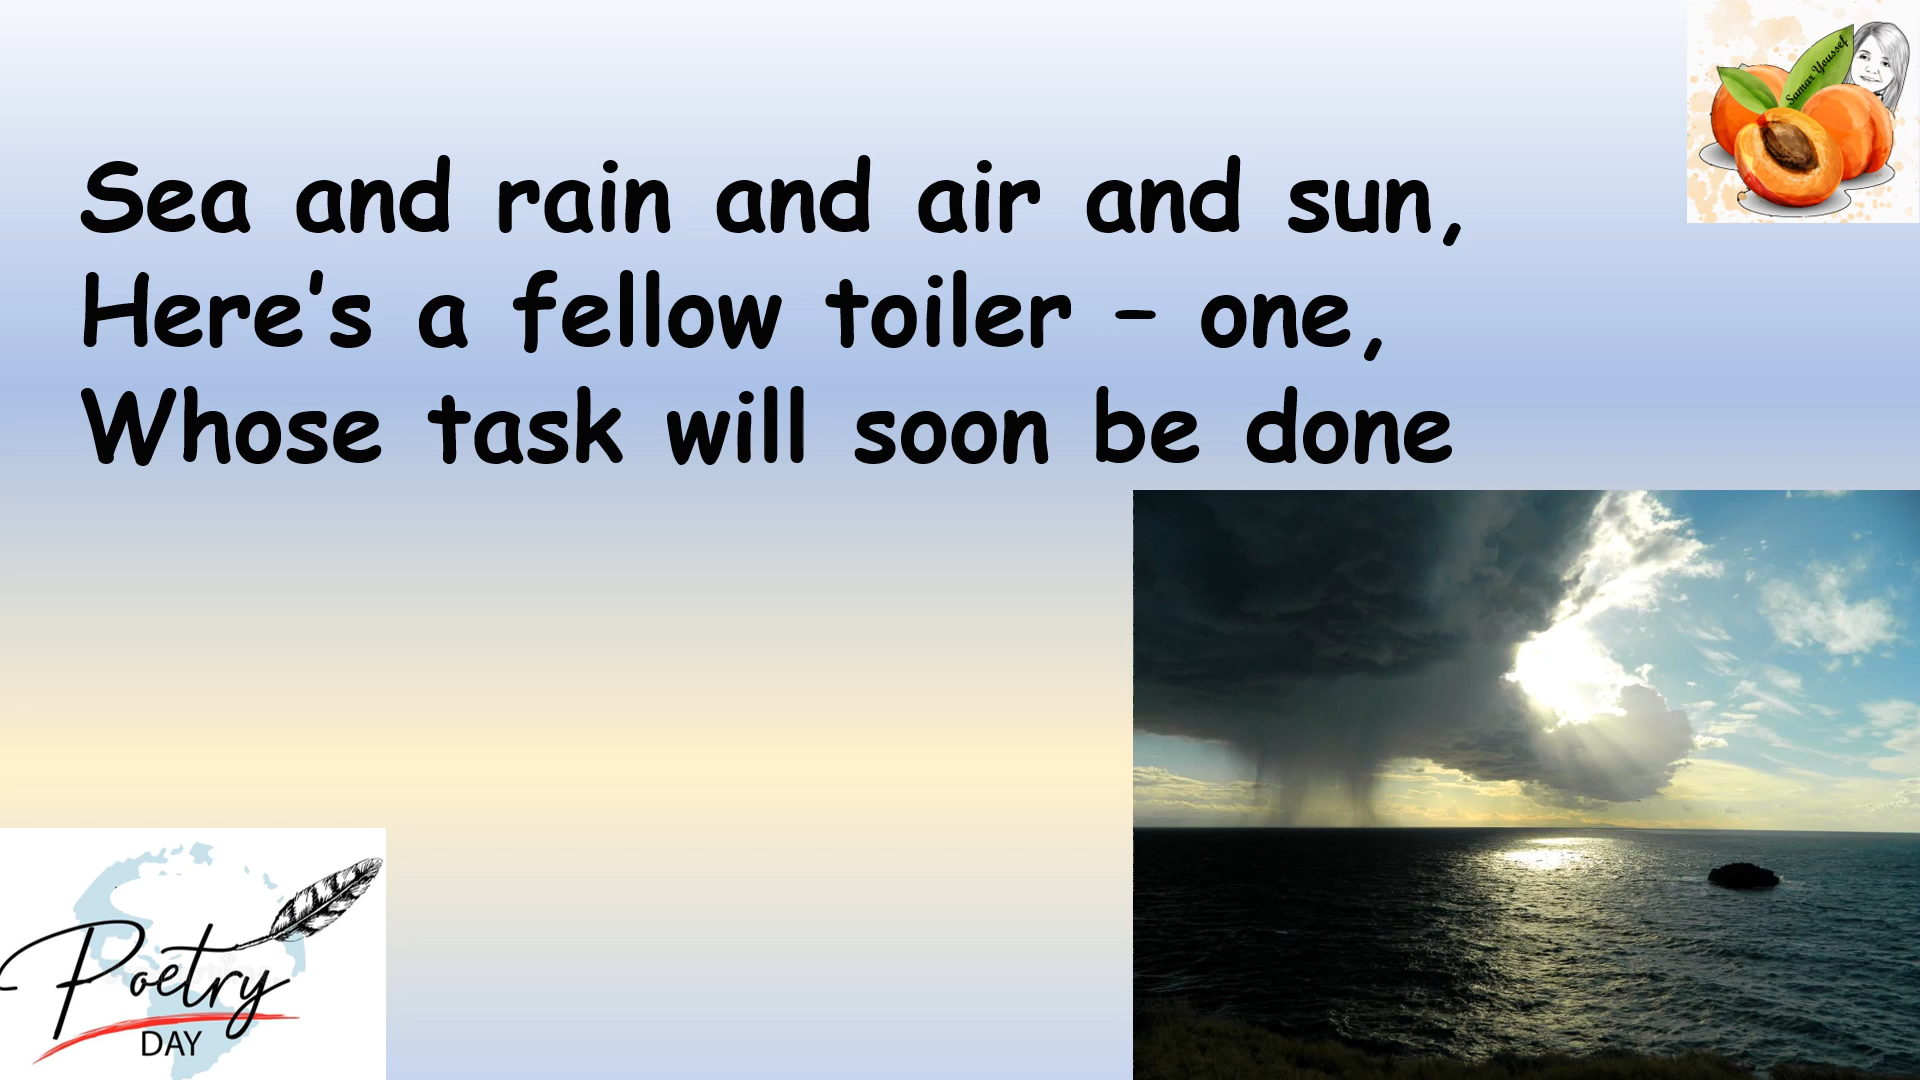 Samar Youssef
Sea and rain and air and sun,
Here's a fellow toiler – one,
Whose task will soon be done
Poetry
DAY